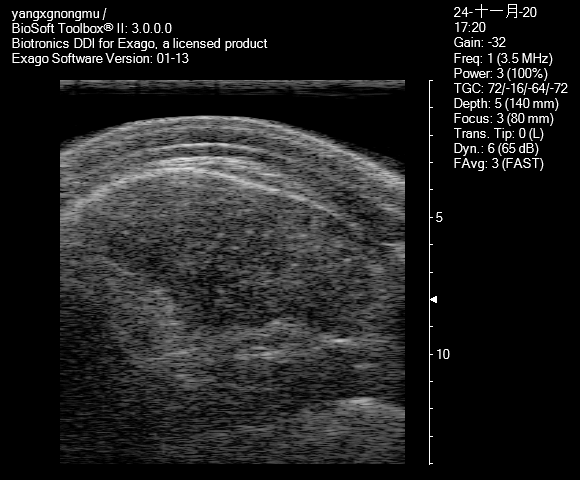 yangxgnongmu /
BioSoft Toolbox® II: 3.0.0.0
Biotronics DDI for Exago, a licensed product
Exago Software Version: 01-13
24-十一月-20
17:20
Gain: -32
Freq: 1 (3.5 MHz)
Power: 3 (100%)
TGC: 72/-16/-64/-72
Depth: 5 (140 mm)
Focus: 3 (80 mm)
Trans. Tip: 0 (L)
Dyn.: 6 (65 dB)
FAvg: 3 (FAST)
5
10